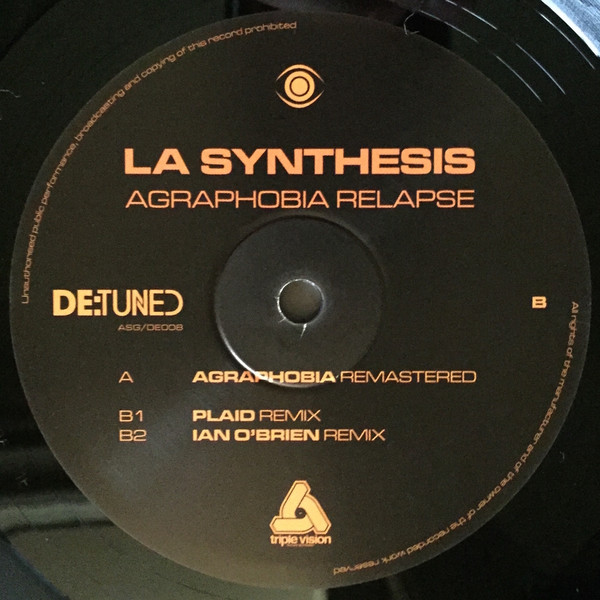 Unauthorised public performance, broadcasting and copying of this record prohibited
LA SYNTHESIS
AGRAPHOBIA RELAPSE
DE:TUNED
B
ASG/DE008
A AGRAPHOBIA REMASTERED
B1 PLAID REMIX
B2 IAN O'BRIEN REMIX
triple vision
All rights of the manufacturer and of the owner of the recorded work reserved